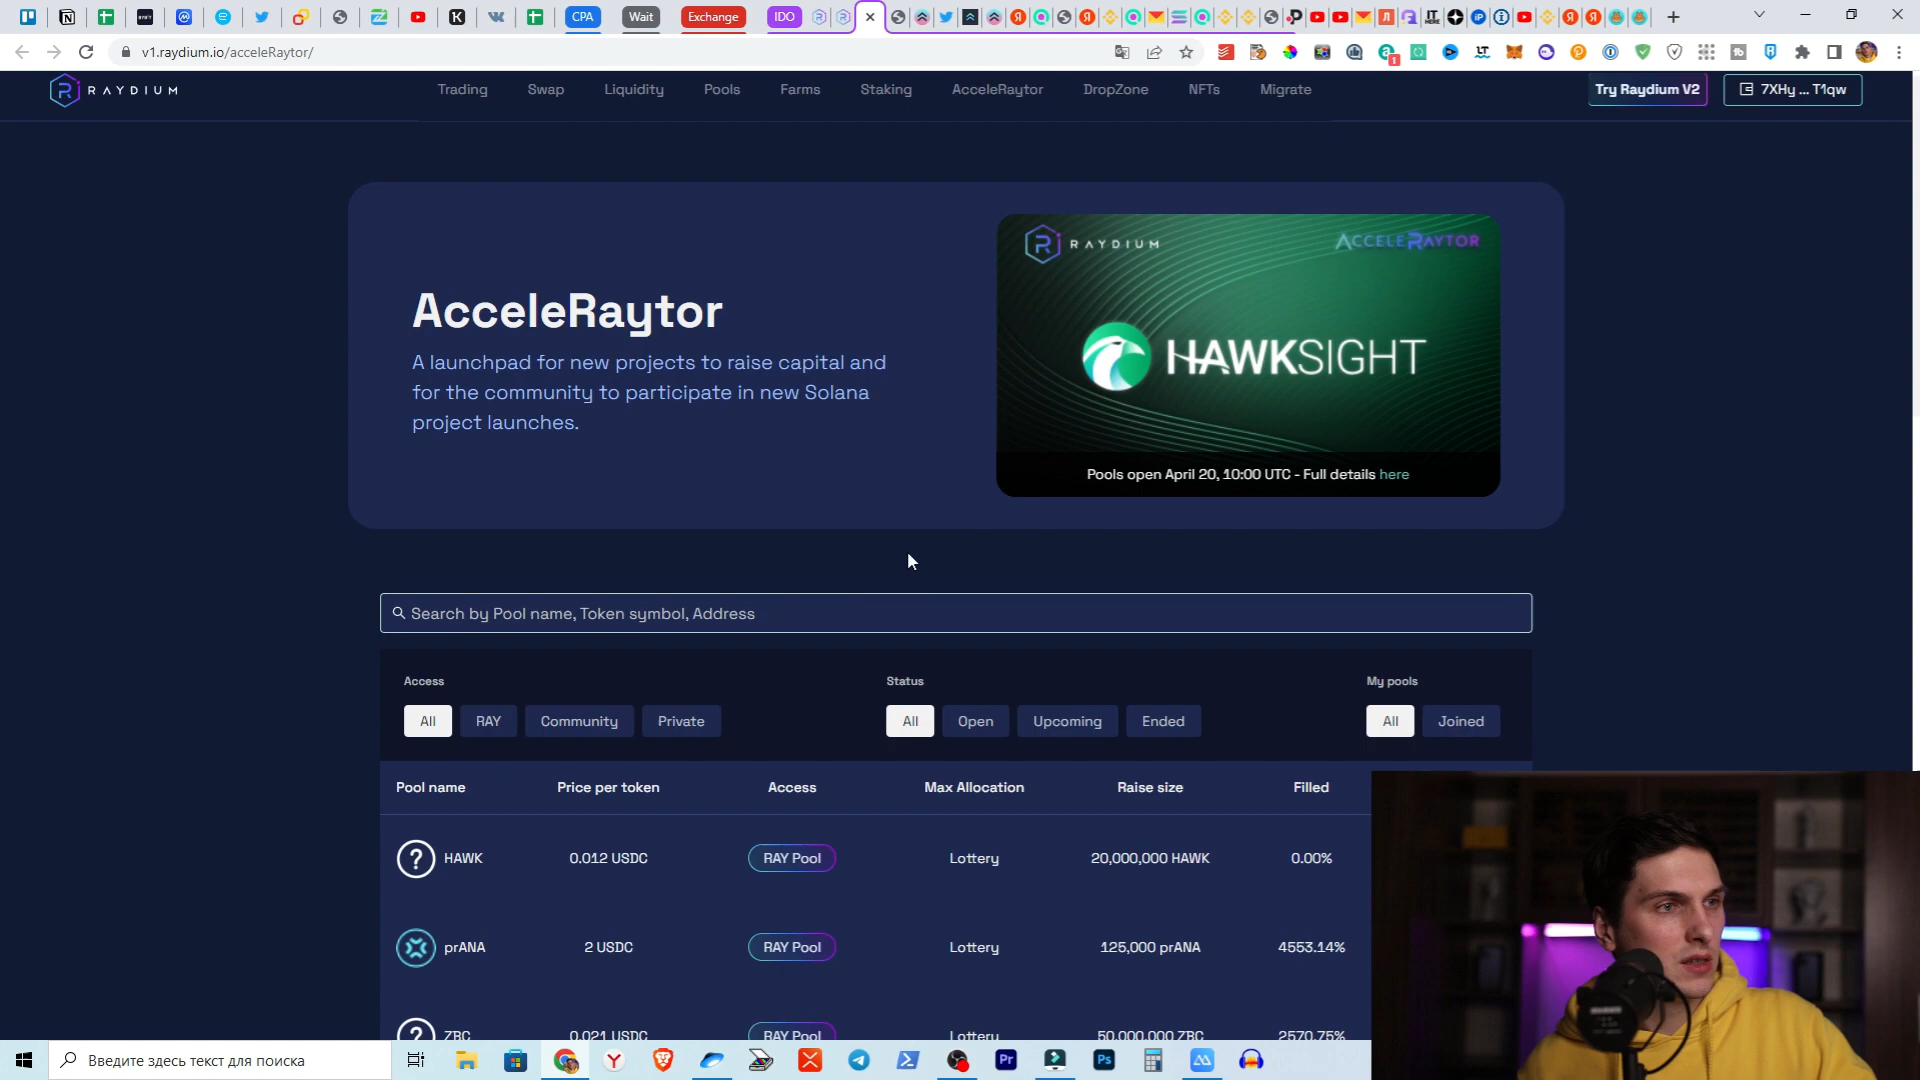 CPA
Wait
Exchange
IDO
v1.raydium.io/acceleRaytor/
RAYDIUM
Trading
Swap
Liquidity
Pools
Farms
Staking
AcceleRaytor
DropZone
NFTs
Migrate
Try Raydium V2
7XHy ... T1qw
AcceleRaytor
A launchpad for new projects to raise capital and
for the community to participate in new Solana
project launches.
RAYDIUM
ACCELERAYTOR
HAWKSIGHT
Pools open April 20, 10:00 UTC - Full details here
Search by Pool name, Token symbol, Address
Access
Status
My pools
All
RAY
Community
Private
All
Open
Upcoming
Ended
All
Joined
Pool name
Price per token
Access
Max Allocation
Raise size
Filled
HAWK
0.012 USDC
RAY Pool
Lottery
20,000,000 HAWK
0.00%
prANA
2 USDC
RAY Pool
Lottery
125,000 prANA
4553.14%
ZBC
0.021 USDC
RAY Pool
Lottery
50,000,000 ZBC
2570.75%
Введите здесь текст для поиска